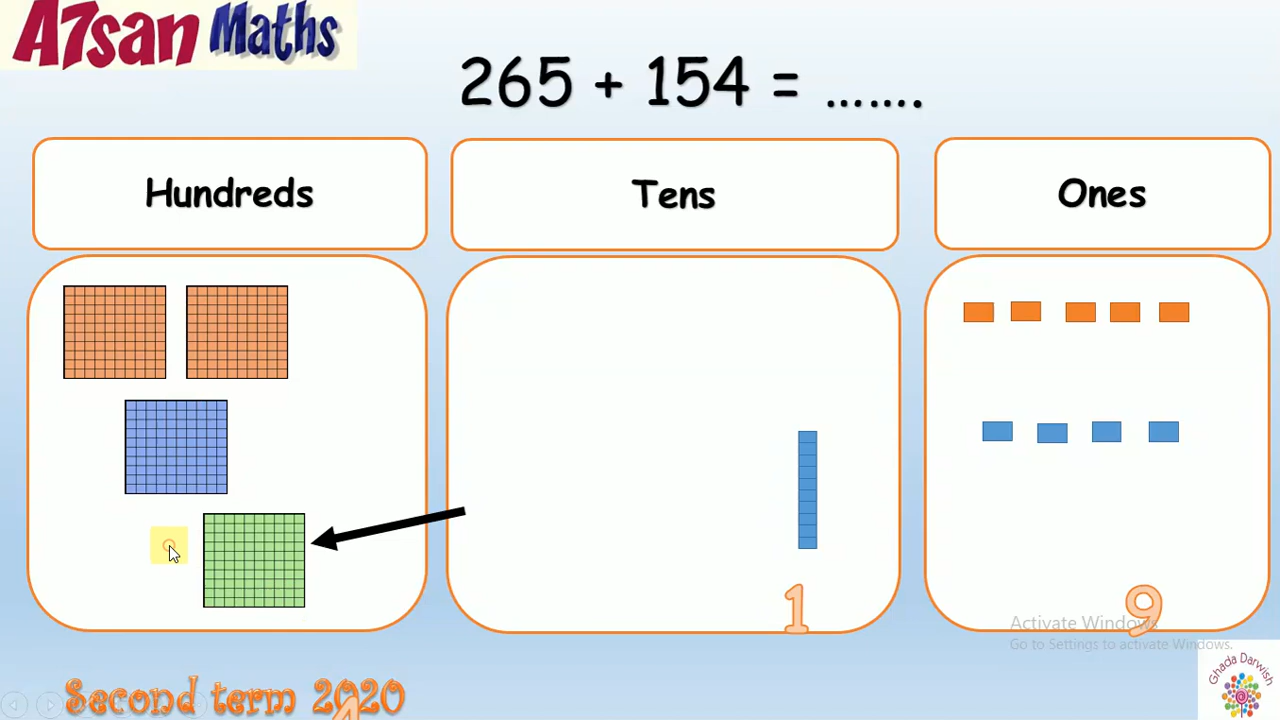 A7san Maths
265 + 154 = .......
Hundreds
Tens
Ones
1
9
Activate Windows
Go to Settings to activate Windows.
Ghada Darwish
Second term 2020
4